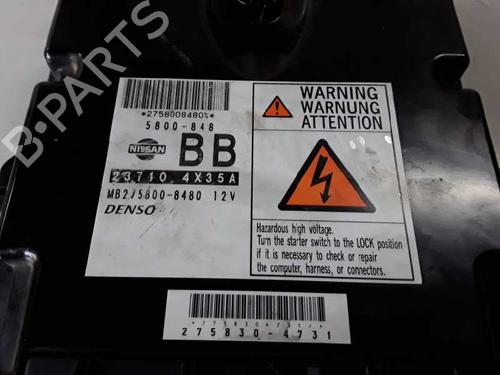 B-PARTS
*2758008480%*
5800-848
NISSAN
BB
23710 4X35A
MB275800-8480 12V
DENSO
WARNING
WARNUNG
ATTENTION
Hazardous high voltage.
Turn the starter switch to the LOCK position
if it is necessary to check or repair
the computer, harness, or connectors.
275830-4731